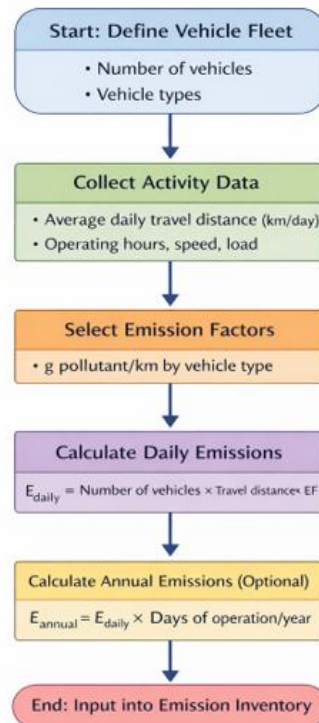 Start: Define Vehicle Fleet
• Number of vehicles
• Vehicle types
Collect Activity Data
• Average daily travel distance (km/day)
• Operating hours, speed, load
Select Emission Factors
• g pollutant/km by vehicle type
Calculate Daily Emissions
Edaily = Number of vehicles × Travel distance× EF
Calculate Annual Emissions (Optional)
Eannual = Edaily × Days of operation/year
End: Input into Emission Inventory